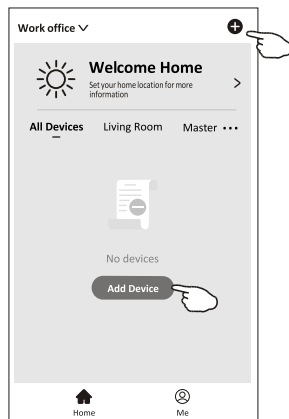 Work office
Welcome Home
Set your home location for more
information
All Devices Living Room Master
No devices
Add Device
Home Me